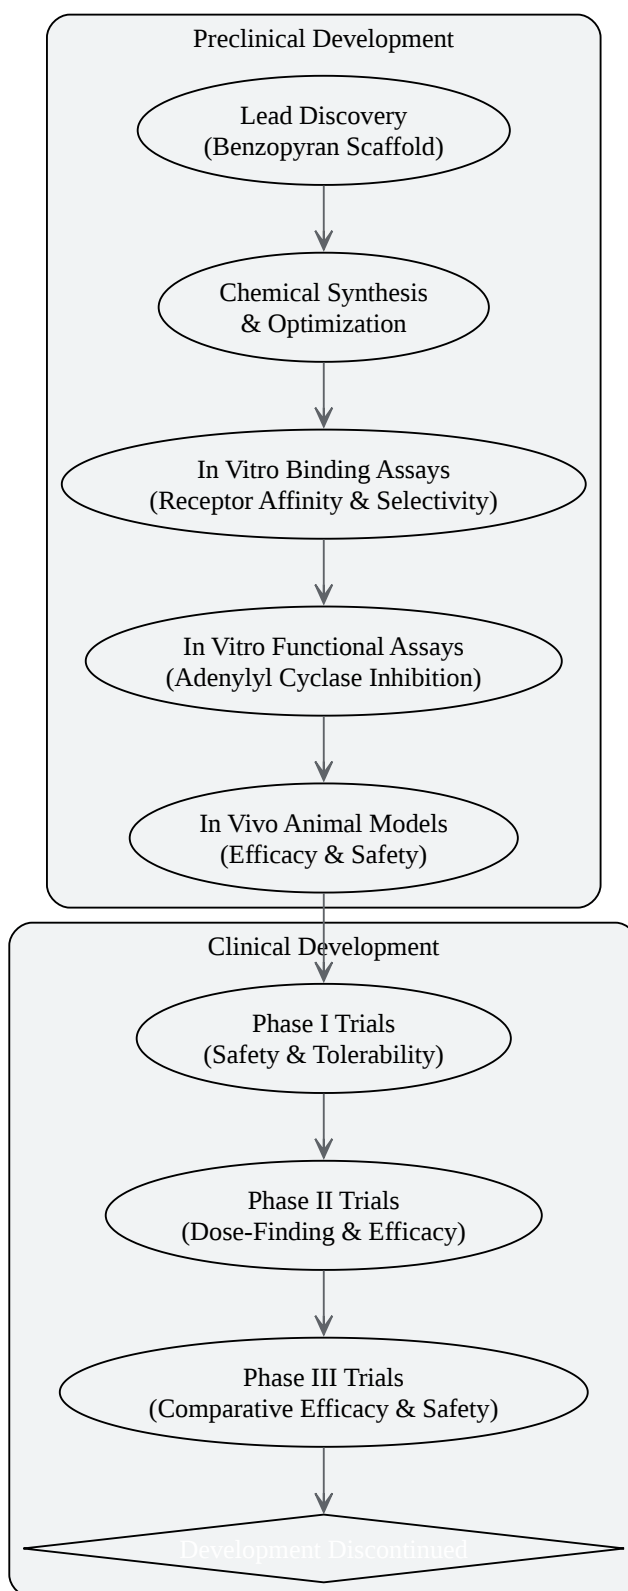 Preclinical Development
Lead Discovery
(Benzopyran Scaffold)
Chemical Synthesis
& Optimization
In Vitro Binding Assays
(Receptor Affinity & Selectivity)
In Vitro Functional Assays
(Adenylyl Cyclase Inhibition)
In Vivo Animal Models
(Efficacy & Safety)
Clinical Development
Phase I Trials
(Safety & Tolerability)
Phase II Trials
(Dose-Finding & Efficacy)
Phase III Trials
(Comparative Efficacy & Safety)
Development Discontinued